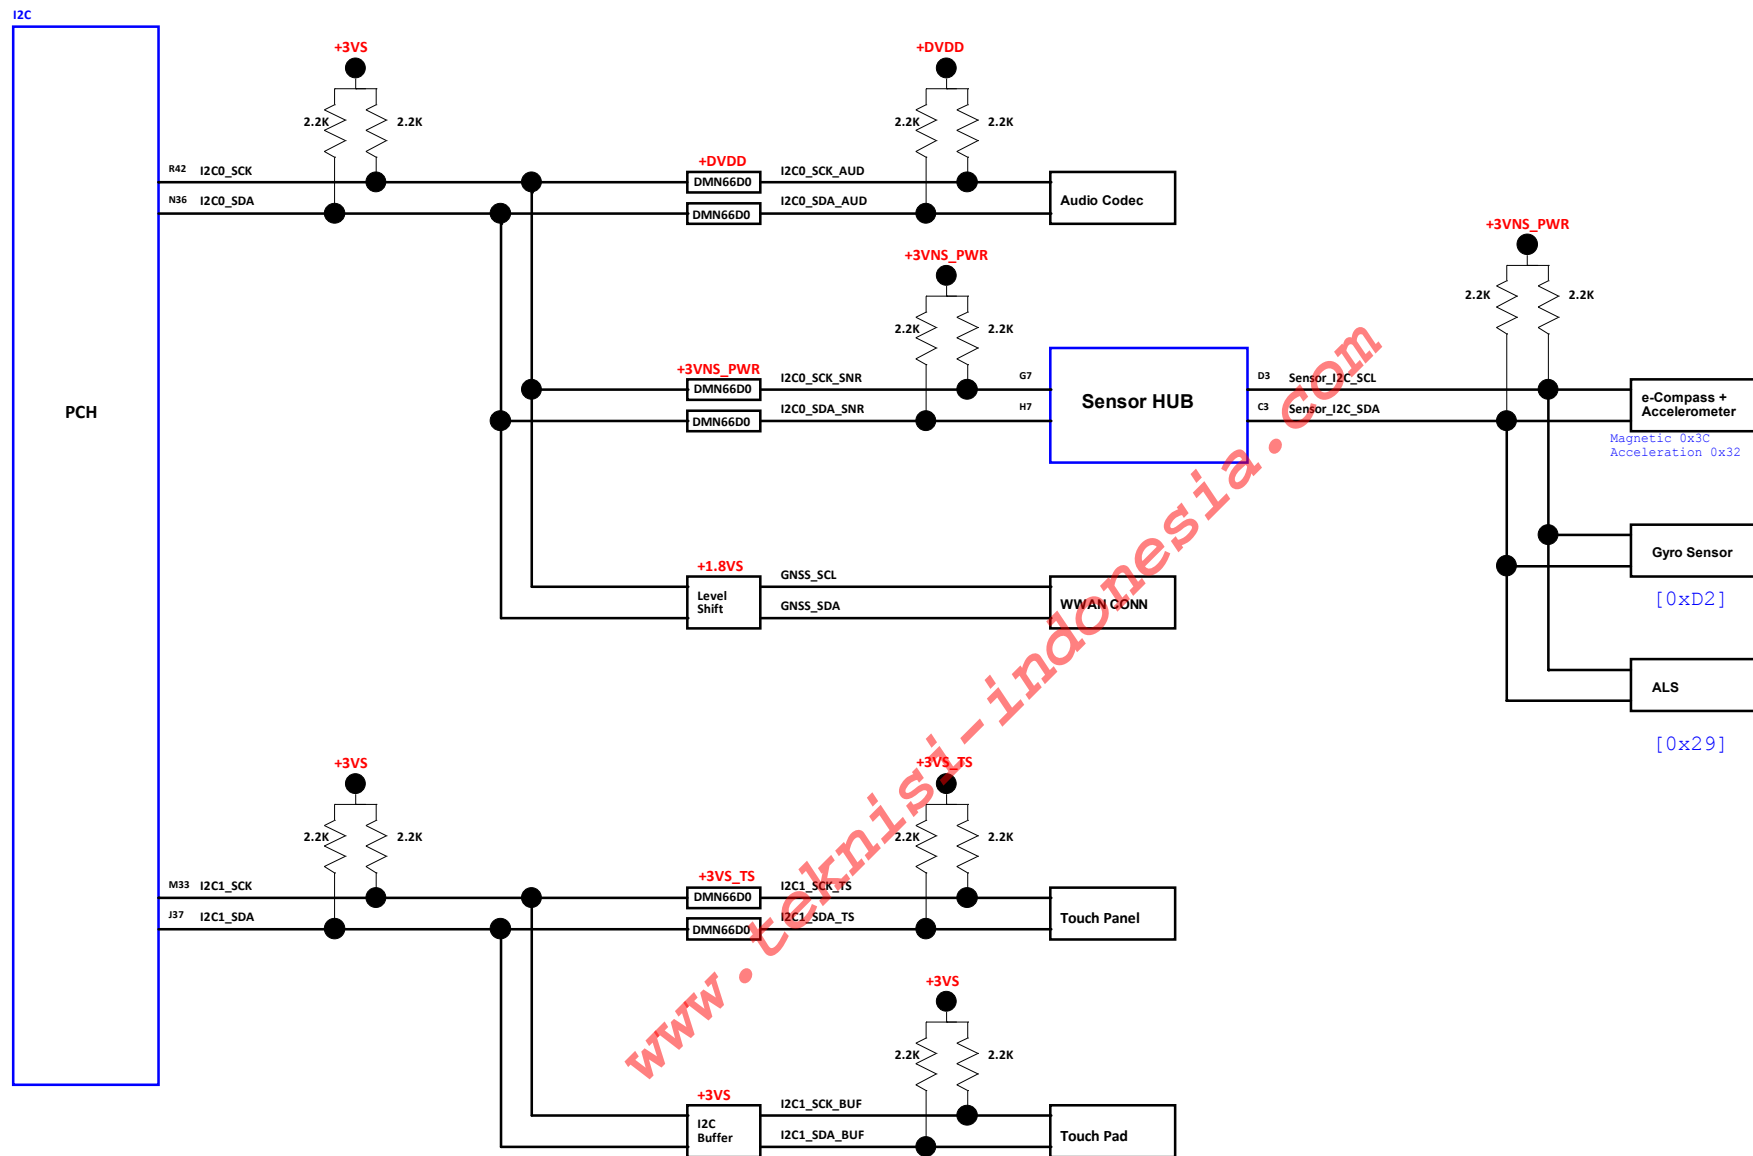 I2C
+3VS
+DVDD
2.2K
2.2K
2.2K
2.2K
R42
I2C0_SCK
+DVDD
DMN66D0
I2C0_SCK_AUD
N36
I2C0_SDA
DMN66D0
I2C0_SDA_AUD
Audio Codec
+3VNS_PWR
+3VNS_PWR
2.2K
2.2K
2.2K
2.2K
PCH
+3VNS_PWR
DMN66D0
I2C0_SCK_SNR
G7
DMN66D0
I2C0_SDA_SNR
H7
Sensor HUB
D3
Sensor_I2C_SCL
C3
Sensor_I2C_SDA
e-Compass +
Accelerometer
Magnetic 0x3C
Acceleration 0x32
Gyro Sensor
[0xD2]
+1.8VS
Level
Shift
GNSS_SCL
GNSS_SDA
WWAN CONN
ALS
[0x29]
+3VS
+3VS_TS
2.2K
2.2K
2.2K
2.2K
M33
I2C1_SCK
+3VS_TS
DMN66D0
I2C1_SCK_TS
J37
I2C1_SDA
DMN66D0
I2C1_SDA_TS
Touch Panel
+3VS
2.2K
2.2K
+3VS
I2C
Buffer
I2C1_SCK_BUF
I2C1_SDA_BUF
Touch Pad
www.teknisi-indonesia.com